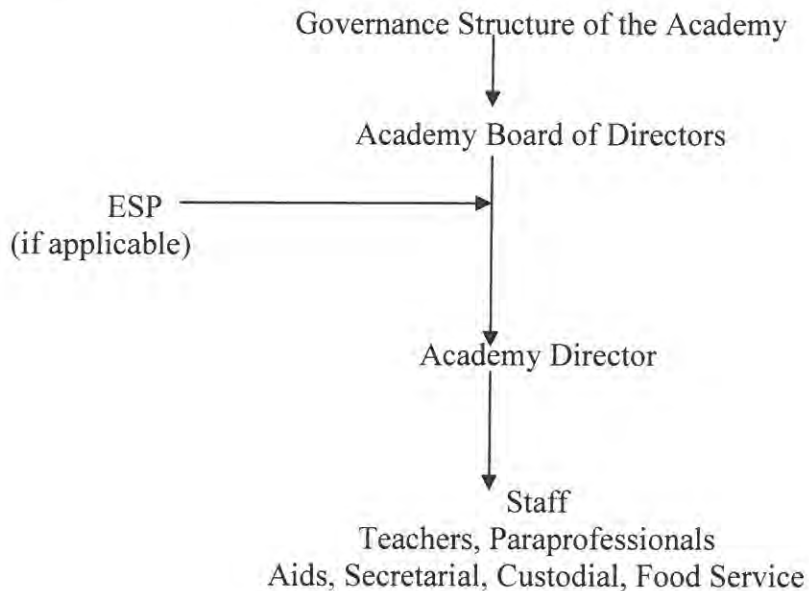 Governance Structure of the Academy
Academy Board of Directors
ESP
(if applicable)
Academy Director
Staff
Teachers, Paraprofessionals
Aids, Secretarial, Custodial, Food Service